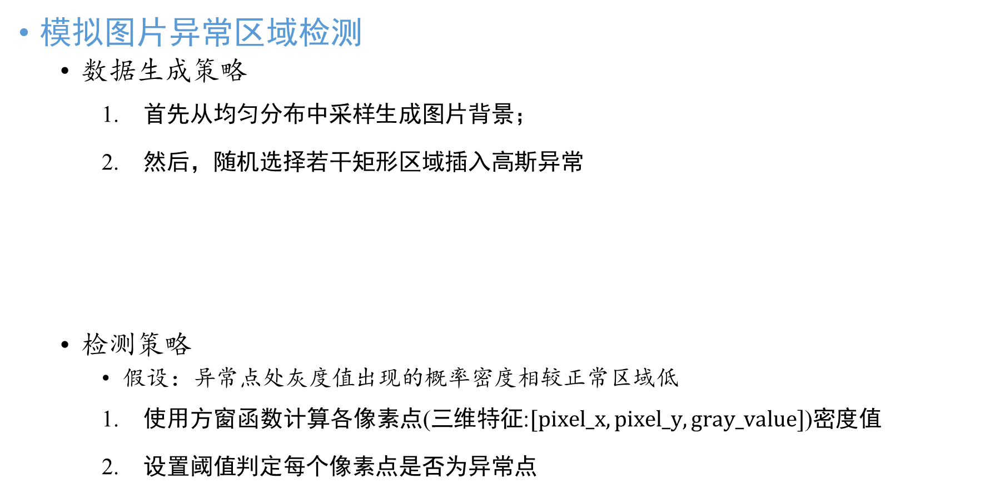 • 模拟图片异常区域检测
• 数据生成策略
1. 首先从均匀分布中采样生成图片背景；
2. 然后，随机选择若干矩形区域插入高斯异常
• 检测策略
• 假设：异常点处灰度值出现的概率密度相较正常区域低
1. 使用方窗函数计算各像素点(三维特征:[pixel_x, pixel_y, gray_value])密度值
2. 设置阈值判定每个像素点是否为异常点